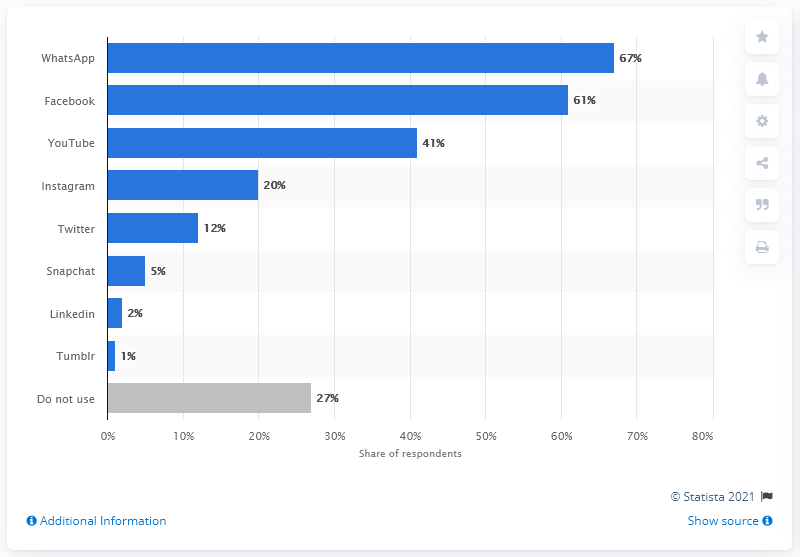 WhatsApp 67%
Facebook 61%
YouTube 41%
Instagram 20%
Twitter 12%
Snapchat 5%
Linkedin 2%
Tumblr 1%
Do not use 27%
0% 10% 20% 30% 40% 50% 60% 70% 80%
Share of respondents
© Statista 2021
Additional Information Show source